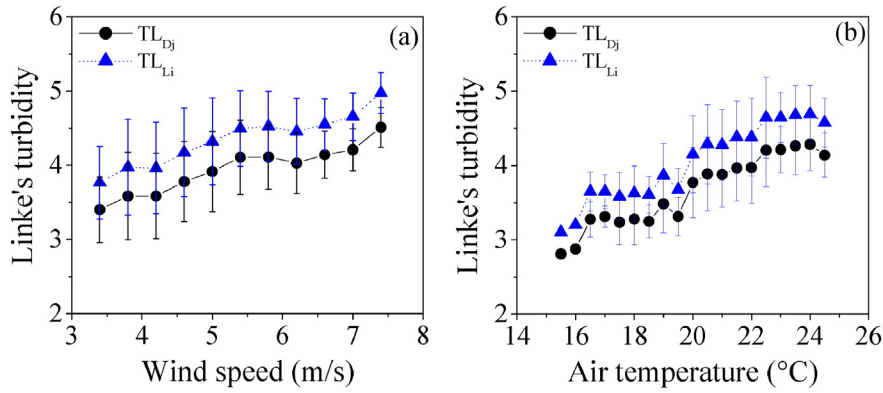 (a)
TL_Dj
TL_Li
Linke's turbidity
6
5
4
3
2
3 4 5 6 7 8
Wind speed (m/s)
(b)
TL_Dj
TL_Li
Linke's turbidity
6
5
4
3
2
14 16 18 20 22 24 26
Air temperature (°C)